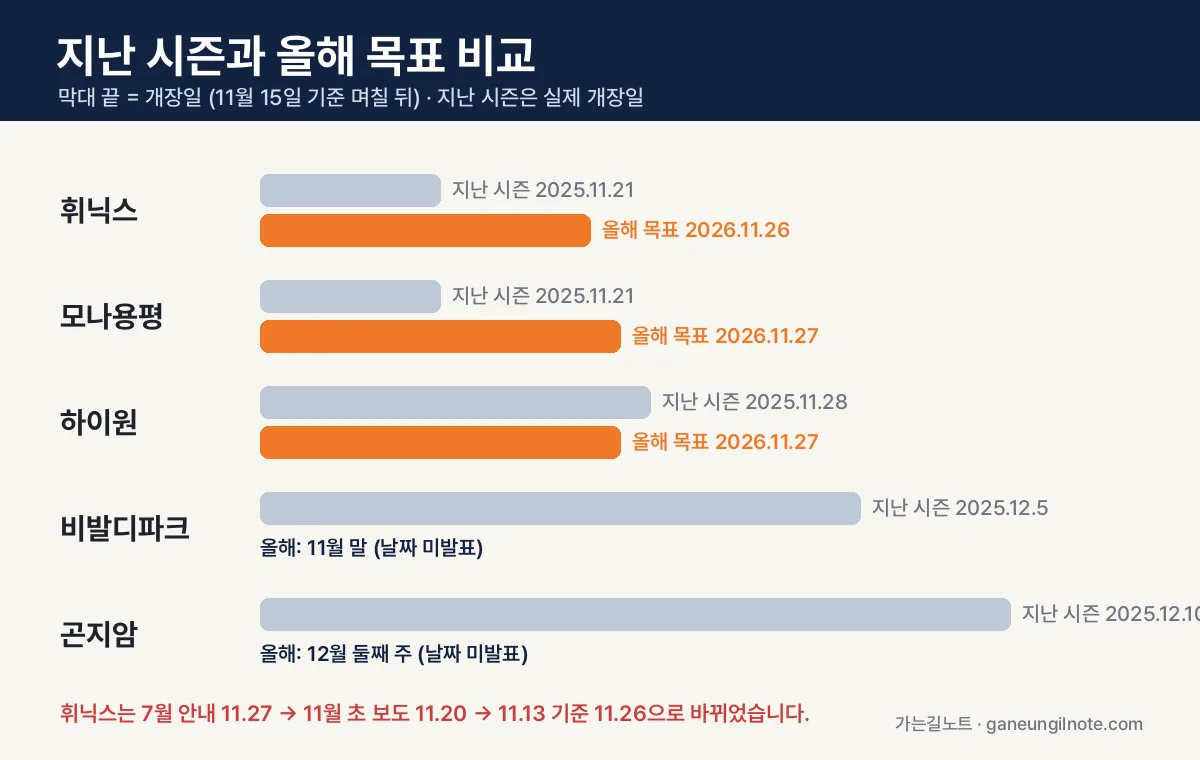 지난 시즌과 올해 목표 비교
막대 끝 = 개장일 (11월 15일 기준 며칠 뒤) · 지난 시즌은 실제 개장일
휘닉스
지난 시즌 2025.11.21
올해 목표 2026.11.26
모나용평
지난 시즌 2025.11.21
올해 목표 2026.11.27
하이원
지난 시즌 2025.11.28
올해 목표 2026.11.27
비발디파크
지난 시즌 2025.12.5
올해: 11월 말 (날짜 미발표)
곤지암
지난 시즌 2025.12.10
올해: 12월 둘째 주 (날짜 미발표)
휘닉스는 7월 안내 11.27 → 11월 초 보도 11.20 → 11.13 기준 11.26으로 바뀌었습니다.
가는길노트 · ganeungilnote.com